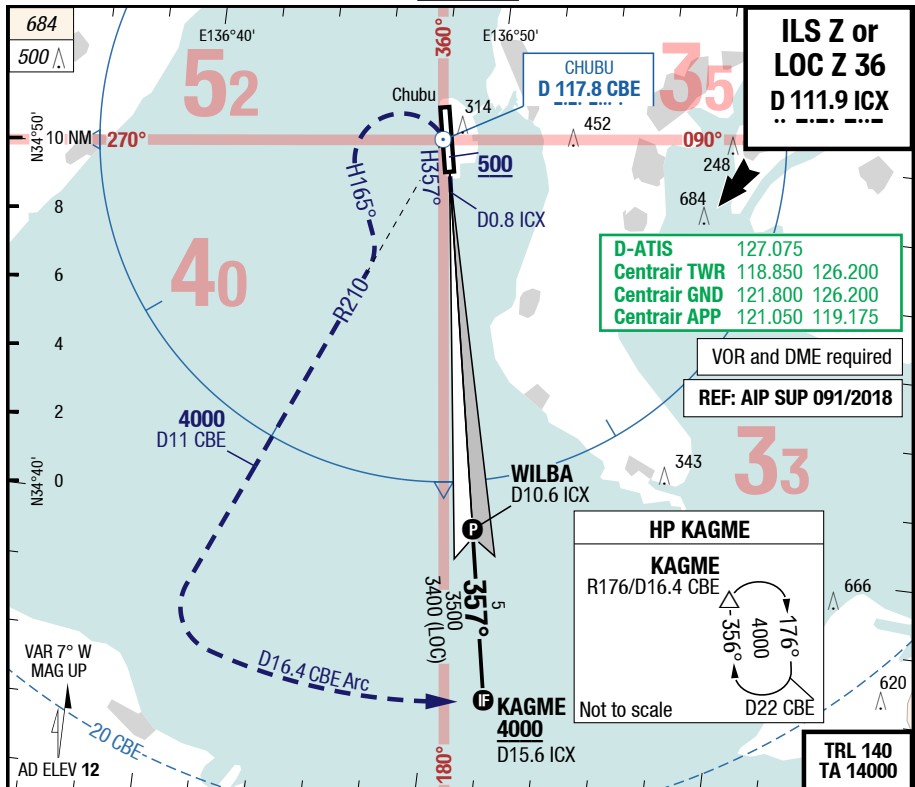 684
500
ILS Z or
LOC Z 36
D 111.9 ICX
E136°40'
E136°50'
360°
52
35
CHUBU
D 117.8 CBE
Chubu
314
452
N34°50'
10 NM
270°
090°
248
500
H357°
H165°
D0.8 ICX
684
8
D-ATIS 127.075
Centrair TWR 118.850 126.200
Centrair GND 121.800 126.200
Centrair APP 121.050 119.175
6
40
R210
4
VOR and DME required
REF: AIP SUP 091/2018
2
4000
D11 CBE
33
343
N34°40'
0
WILBA
D10.6 ICX
P
HP KAGME
KAGME
R176/D16.4 CBE
356°
4000
176°
D22 CBE
Not to scale
666
5
357°
3500
3400 (LOC)
VAR 7° W
MAG UP
D16.4 CBE Arc
IF
KAGME
4000
D15.6 ICX
620
20 CBE
AD ELEV 12
180°
TRL 140
TA 14000